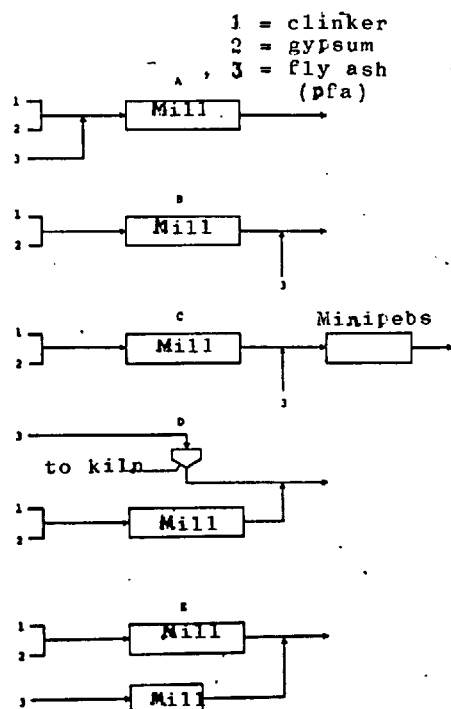 1 = clinker
2 = gypsum
, 3 = fly ash
(pfa)
A
1
2
3
Mill
B
1
2
Mill
3
Minipebs
C
1
2
Mill
3
D
3
to kiln
1
2
Mill
E
1
2
Mill
3
Mill